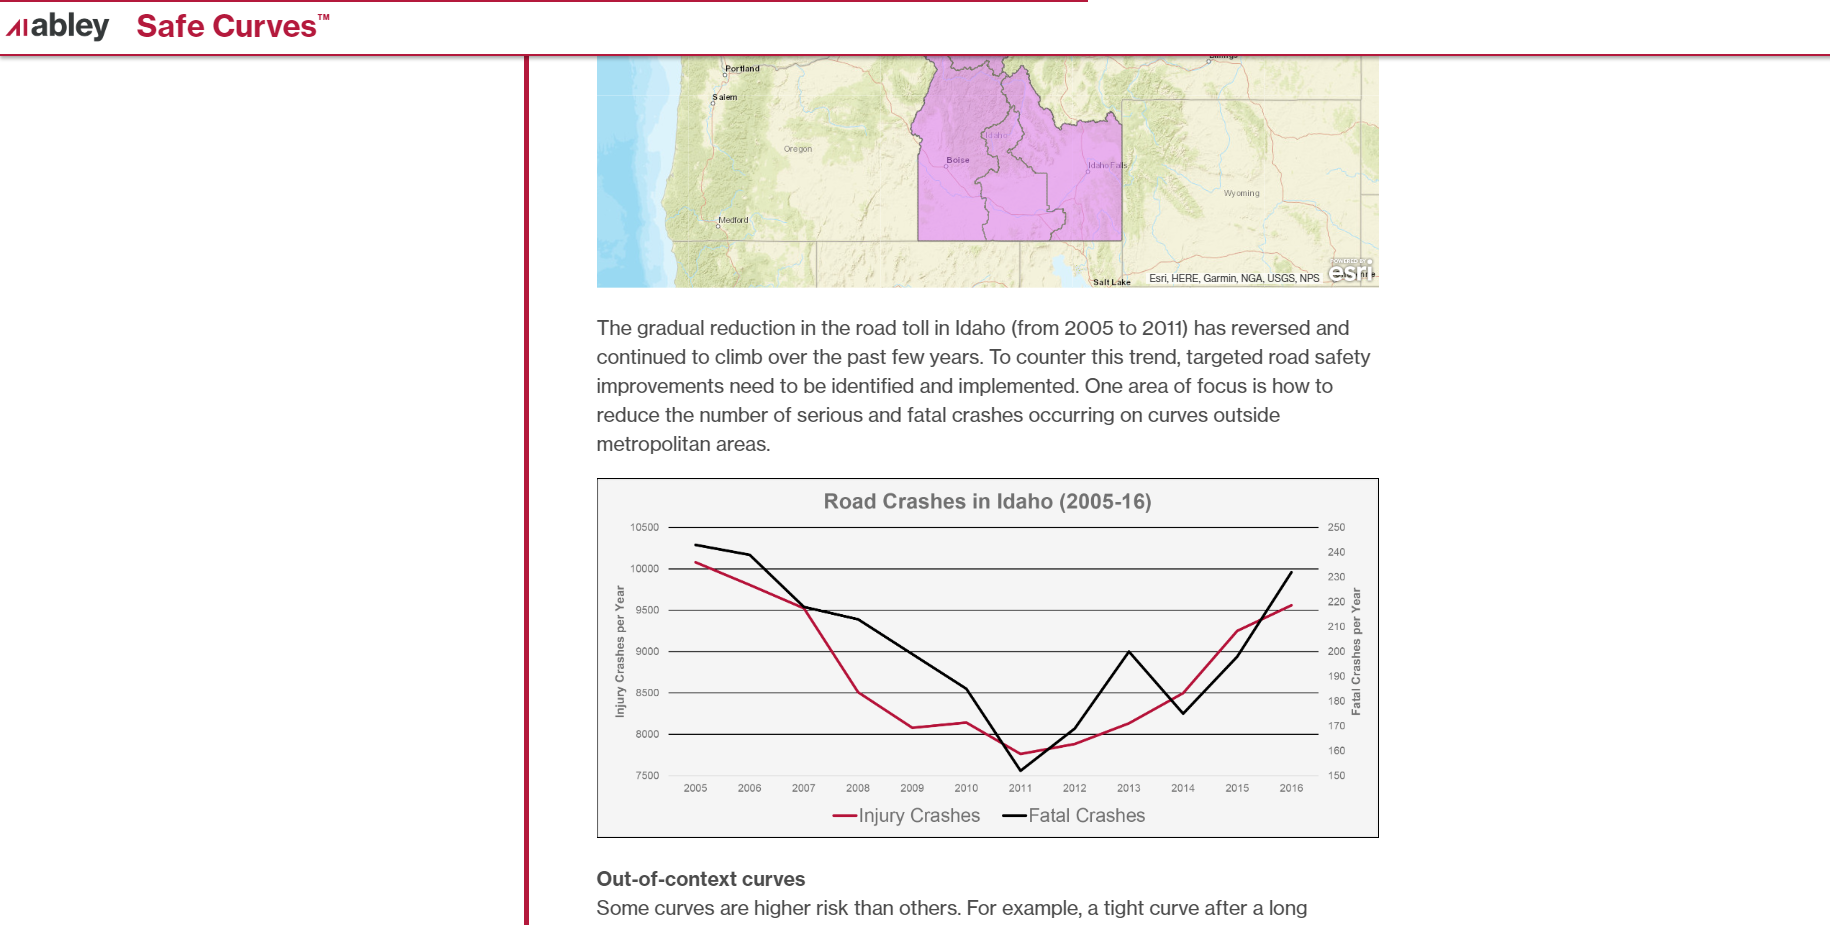 abley Safe Curves™
Portland
Salem
Oregon
Idaho
Boise
Idaho Falls
Wyoming
Medford
Salt Lake
Esri, HERE, Garmin, NGA, USGS, NPS
POWERED BY
esri
The gradual reduction in the road toll in Idaho (from 2005 to 2011) has reversed and
continued to climb over the past few years. To counter this trend, targeted road safety
improvements need to be identified and implemented. One area of focus is how to
reduce the number of serious and fatal crashes occurring on curves outside
metropolitan areas.
Road Crashes in Idaho (2005-16)
Injury Crashes per Year
10500
10000
9500
9000
8500
8000
7500
250
240
230
220
210
200
190
180
170
160
150
Fatal Crashes per Year
2005 2006 2007 2008 2009 2010 2011 2012 2013 2014 2015 2016
Injury Crashes Fatal Crashes
Out-of-context curves
Some curves are higher risk than others. For example, a tight curve after a long